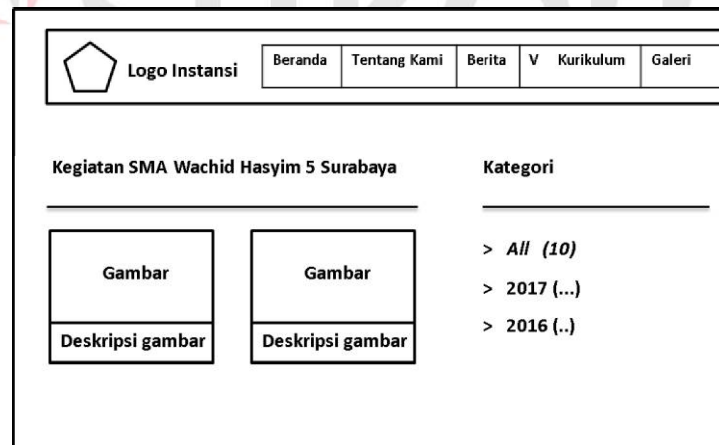 Logo Instansi
Beranda Tentang Kami Berita V Kurikulum Galeri
Kegiatan SMA Wachid Hasyim 5 Surabaya
Gambar Gambar
Deskripsi gambar Deskripsi gambar
Kategori
> All (10)
> 2017 (...)
> 2016 (..)